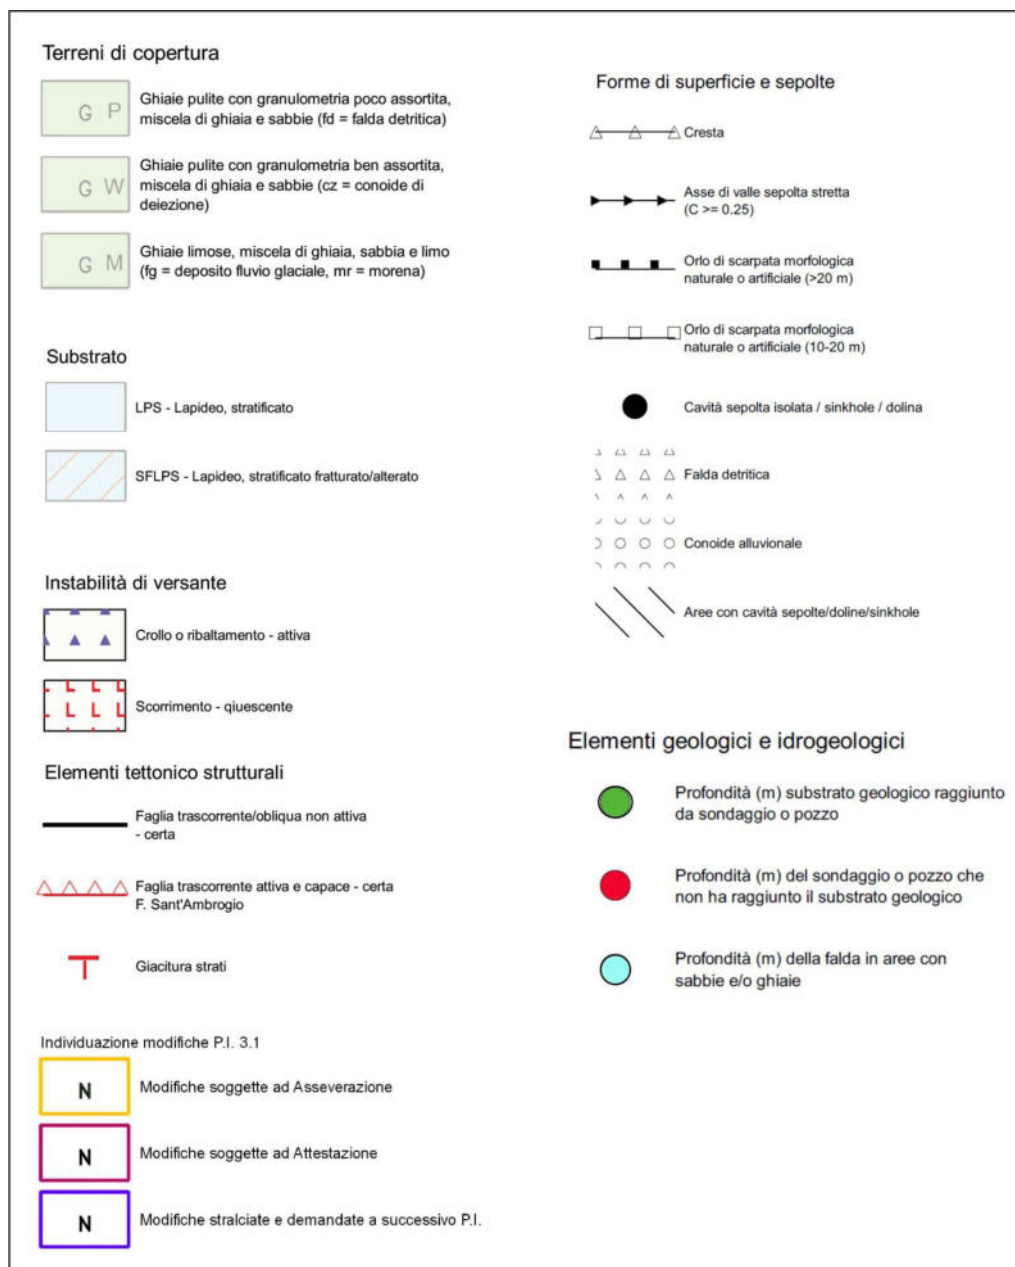 Terreni di copertura
G P
Ghiaie pulite con granulometria poco assortita,
miscela di ghiaia e sabbie (fd = falda detritica)
G W
Ghiaie pulite con granulometria ben assortita,
miscela di ghiaia e sabbie (cz = conoide di
deiezione)
G M
Ghiaie limose, miscela di ghiaia, sabbia e limo
(fg = deposito fluvio glaciale, mr = morena)
Substrato
LPS - Lapideo, stratificato
SFLPS - Lapideo, stratificato fratturato/alterato
Instabilità di versante
Crollo o ribaltamento - attiva
Scorrimento - qiuescente
Elementi tettonico strutturali
Faglia trascorrente/obliqua non attiva
- certa
Faglia trascorrente attiva e capace - certa
F. Sant'Ambrogio
Giacitura strati
Individuazione modifiche P.I. 3.1
N
Modifiche soggette ad Asseverazione
N
Modifiche soggette ad Attestazione
N
Modifiche stralciate e demandate a successivo P.I.
Forme di superficie e sepolte
Cresta
Asse di valle sepolta stretta
(C >= 0.25)
Orlo di scarpata morfologica
naturale o artificiale (>20 m)
Orlo di scarpata morfologica
naturale o artificiale (10-20 m)
Cavità sepolta isolata / sinkhole / dolina
Falda detritica
Conoide alluvionale
Aree con cavità sepolte/doline/sinkhole
Elementi geologici e idrogeologici
Profondità (m) substrato geologico raggiunto
da sondaggio o pozzo
Profondità (m) del sondaggio o pozzo che
non ha raggiunto il substrato geologico
Profondità (m) della falda in aree con
sabbie e/o ghiaie